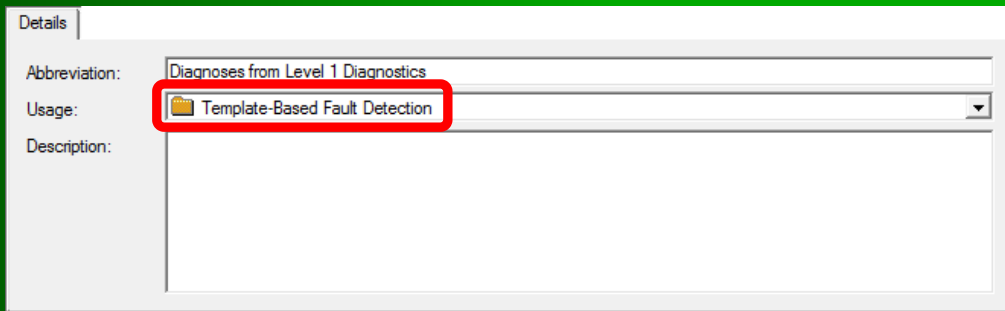 Details
Abbreviation: Diagnoses from Level 1 Diagnostics
Usage: Template-Based Fault Detection
Description: